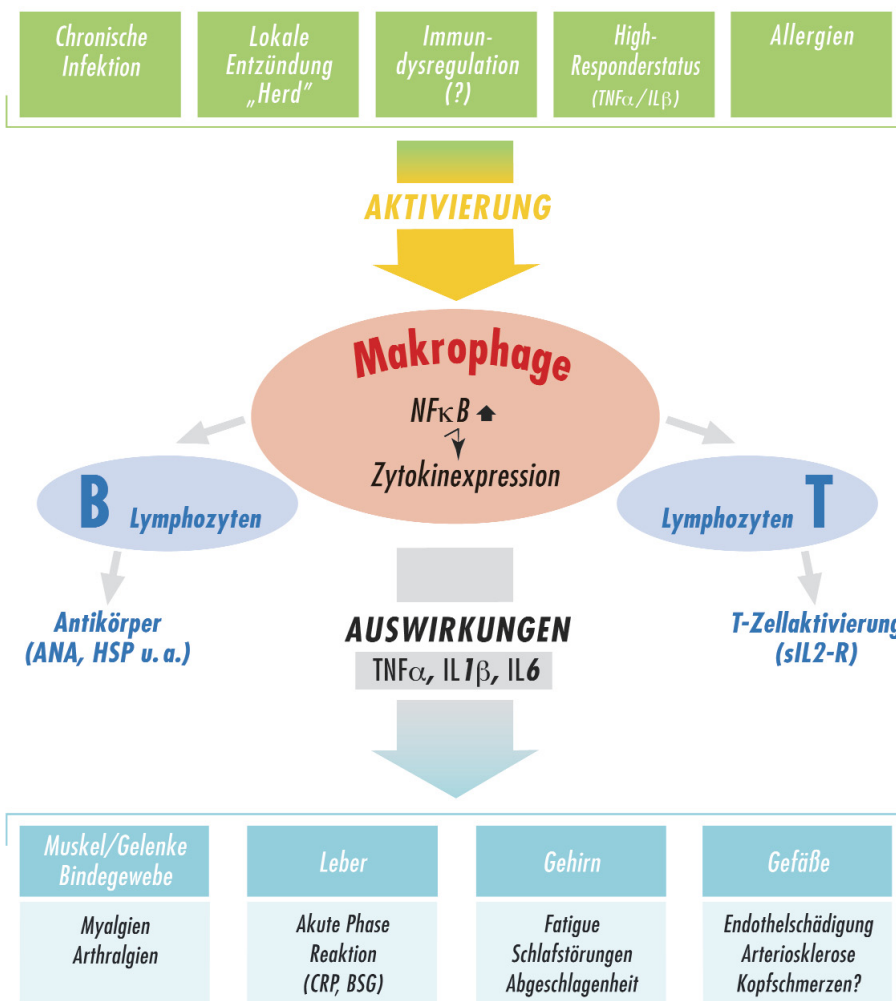 Chronische
Infektion
Lokale
Entzündung
„Herd"
Immun-
dysregulation
(?)
High-
Responderstatus
(TNFα/ILβ)
Allergien
AKTIVIERUNG
Makrophage
NFκB
Zytokinexpression
B Lymphozyten
Lymphozyten T
Antikörper
(ANA, HSP u. a.)
AUSWIRKUNGEN
TNFα, IL1β, IL6
T-Zellaktivierung
(sIL2-R)
Muskel/Gelenke
Bindegewebe
Myalgien
Arthralgien
Leber
Akute Phase
Reaktion
(CRP, BSG)
Gehirn
Fatigue
Schlafstörungen
Abgeschlagenheit
Gefäße
Endothelschädigung
Arteriosklerose
Kopfschmerzen?